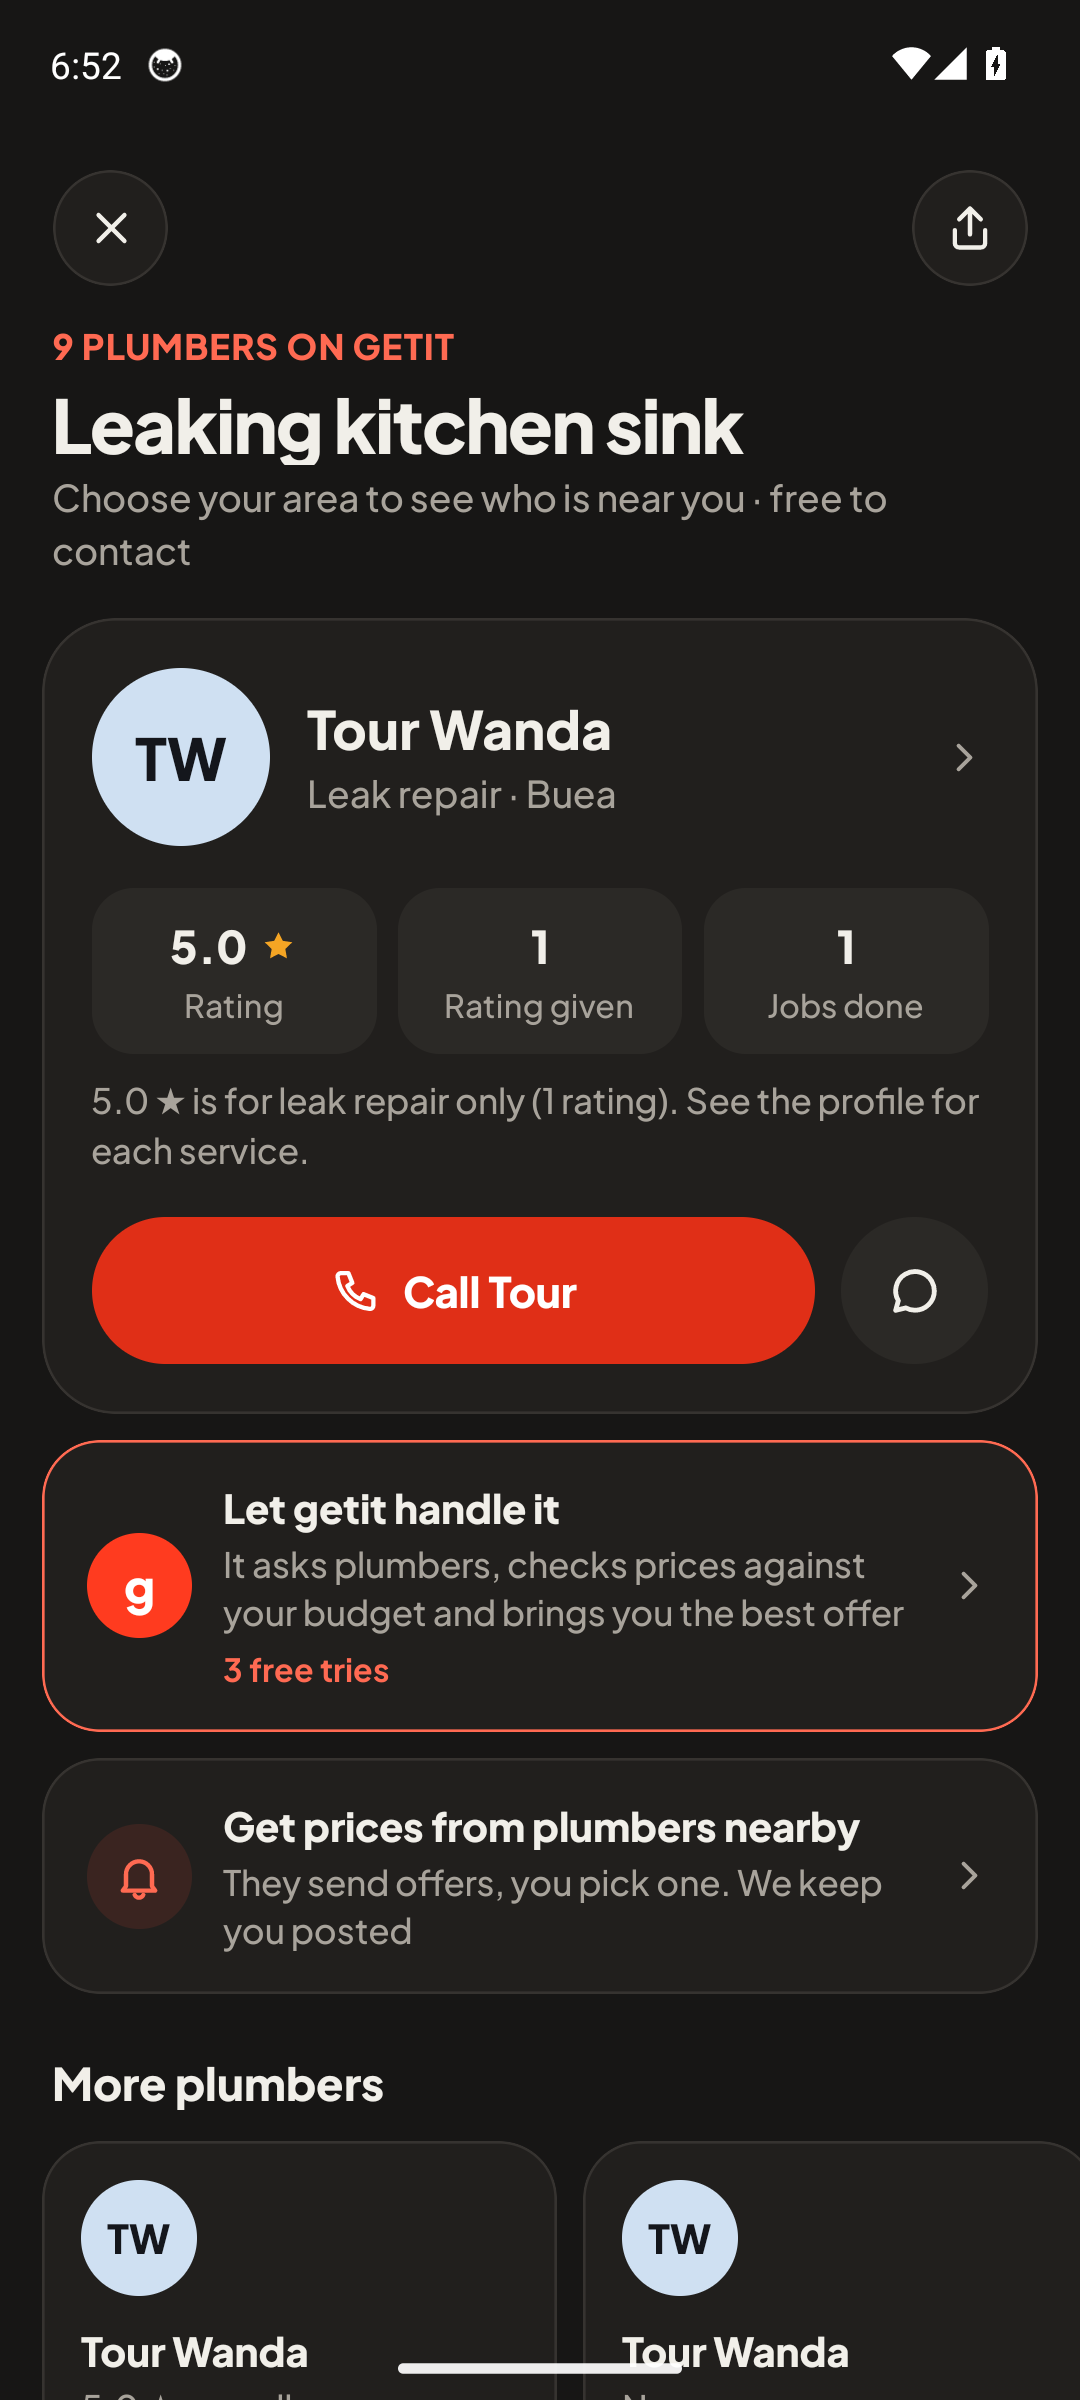 6:52
9 PLUMBERS ON GETIT
Leaking kitchen sink
Choose your area to see who is near you · free to
contact
TW
Tour Wanda
Leak repair · Buea
5.0 ★
Rating
1
Rating given
1
Jobs done
5.0 ★ is for leak repair only (1 rating). See the profile for
each service.
Call Tour
g
Let getit handle it
It asks plumbers, checks prices against
your budget and brings you the best offer
3 free tries
Get prices from plumbers nearby
They send offers, you pick one. We keep
you posted
More plumbers
TW
Tour Wanda
TW
Tour Wanda